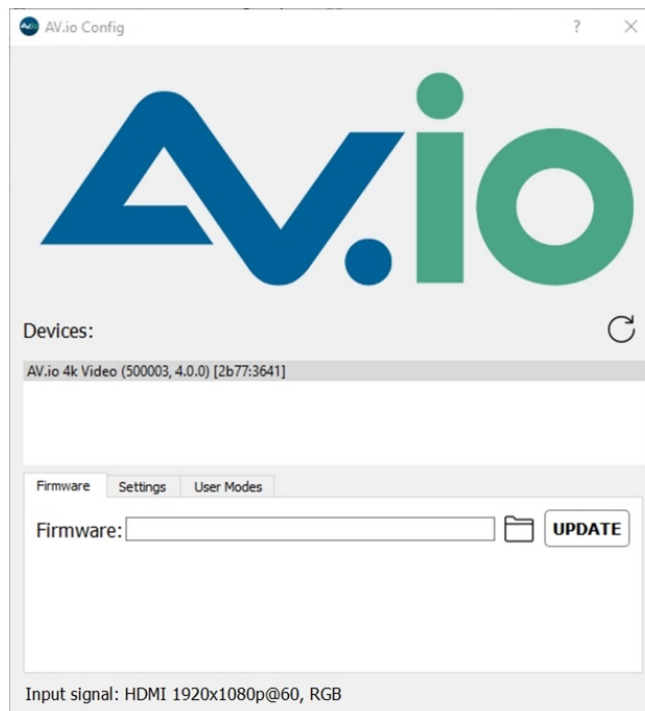 AV.io Config
AV.io
Devices:
AV.io 4k Video (500003, 4.0.0) [2b77:3641]
Firmware Settings User Modes
Firmware: UPDATE
Input signal: HDMI 1920x1080p@60, RGB